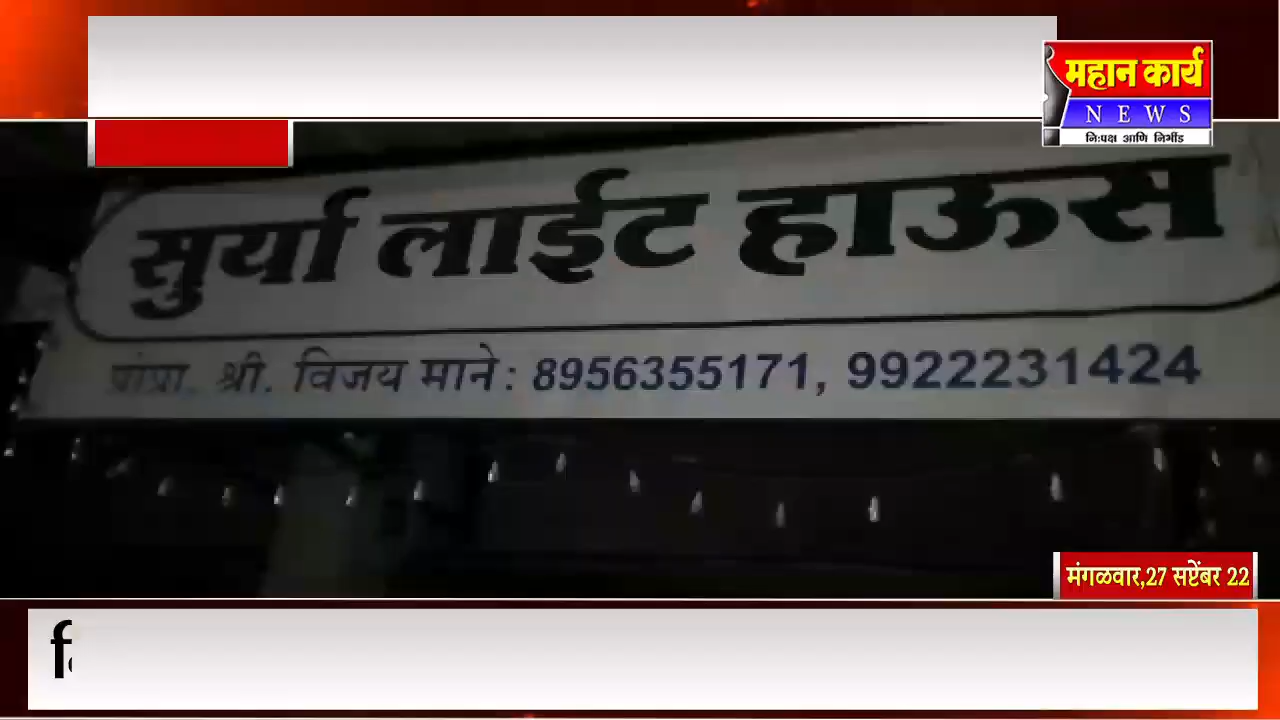 महान कार्य
NEWS
निःपक्ष आणि निर्भीड
सुर्या लाईट हाऊस
प्रोप्रा. श्री. विजय माने : 8956355171, 9922231424
मंगळवार,27 सप्टेंबर 22